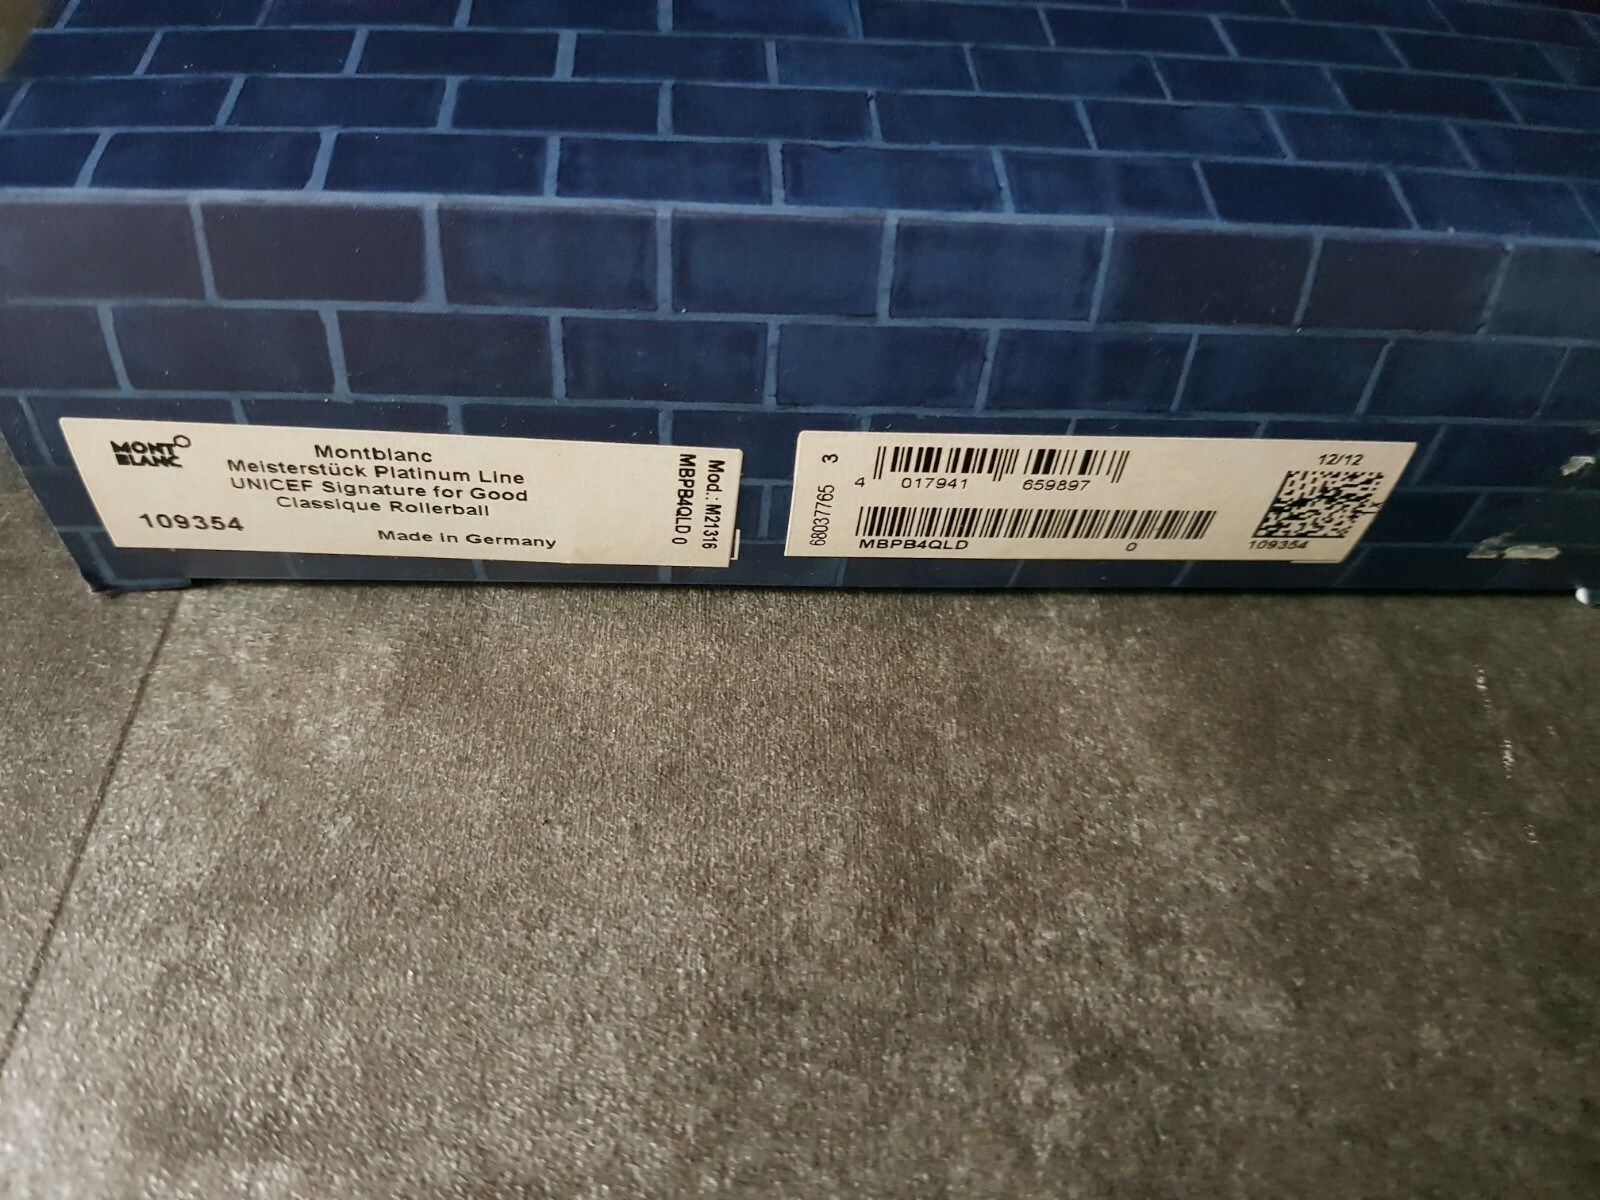 MONT
BLANC
Montblanc
Meisterstück Platinum Line
UNICEF Signature for Good
Classique Rollerball
109354
Made in Germany
Mod.: M21316
MBPB4QLD 0
68037765 3
4 017941 659897
MBPB4QLD 0
12/12
109354